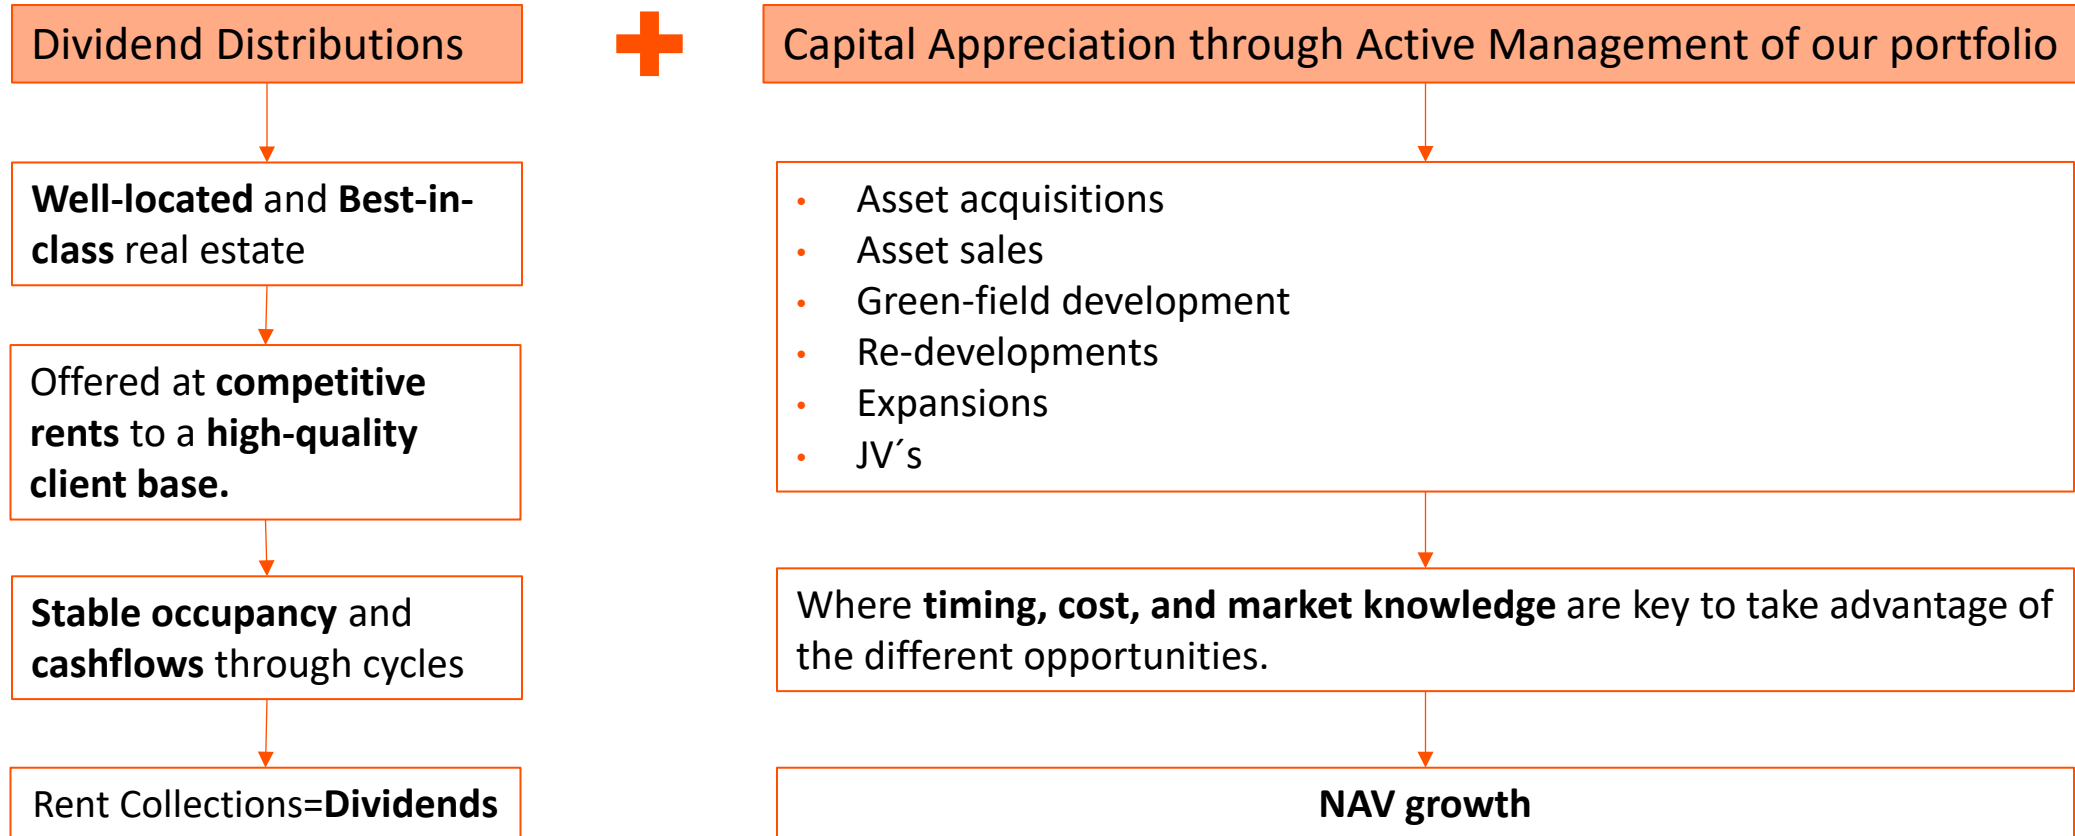 Dividend Distributions
Capital Appreciation through Active Management of our portfolio
Well-located and Best-in-
class real estate
Offered at competitive
rents to a high-quality
client base.
Stable occupancy and
cashflows through cycles
Rent Collections=Dividends
• Asset acquisitions
• Asset sales
• Green-field development
• Re-developments
• Expansions
• JV´s
Where timing, cost, and market knowledge are key to take advantage of
the different opportunities.
NAV growth